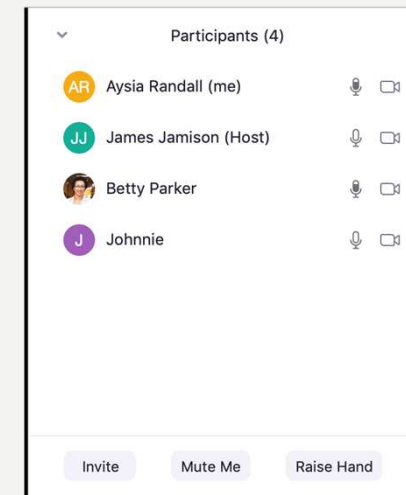 Participants (4)
AR Aysia Randall (me)
JJ James Jamison (Host)
Betty Parker
J Johnnie
Invite Mute Me Raise Hand